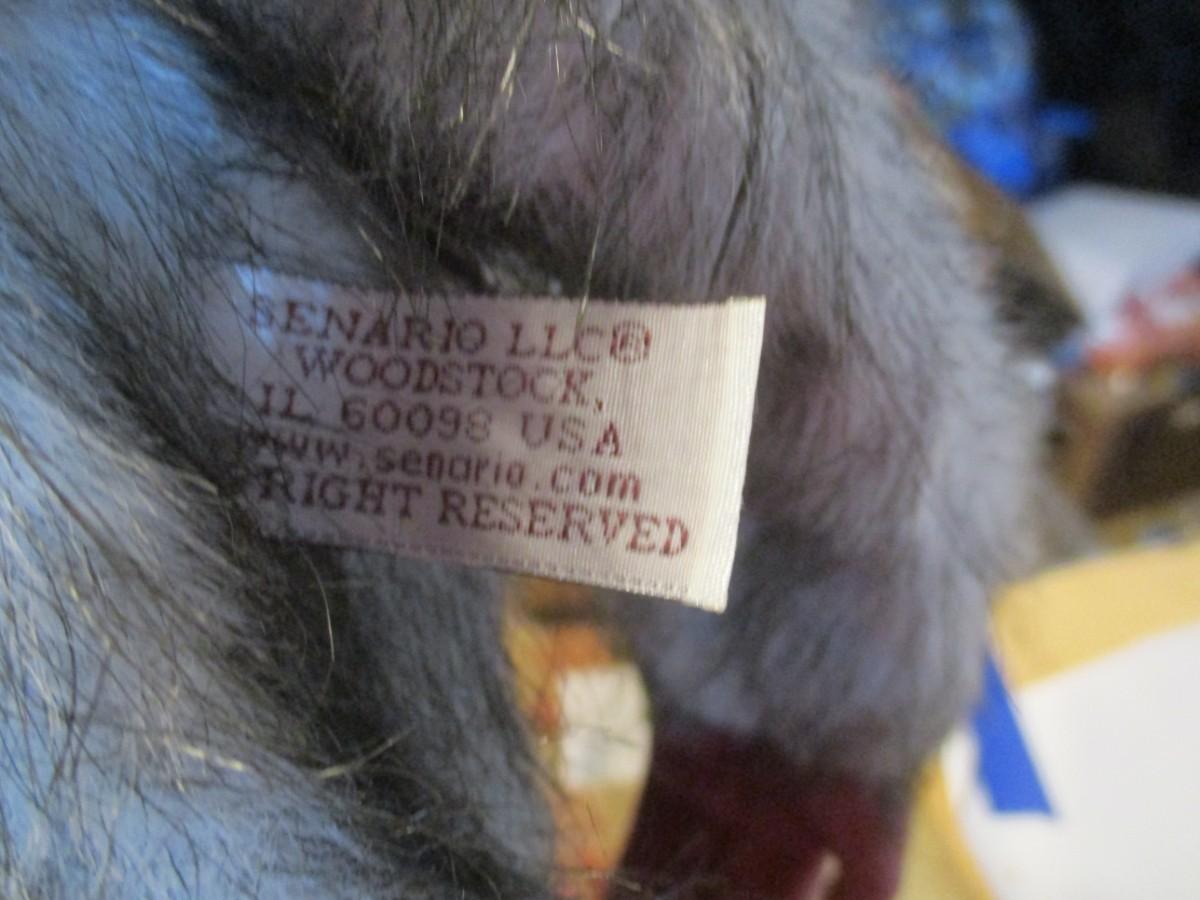 SENARIO LLC®
WOODSTOCK,
IL 60098 USA
www.senario.com
RIGHT RESERVED